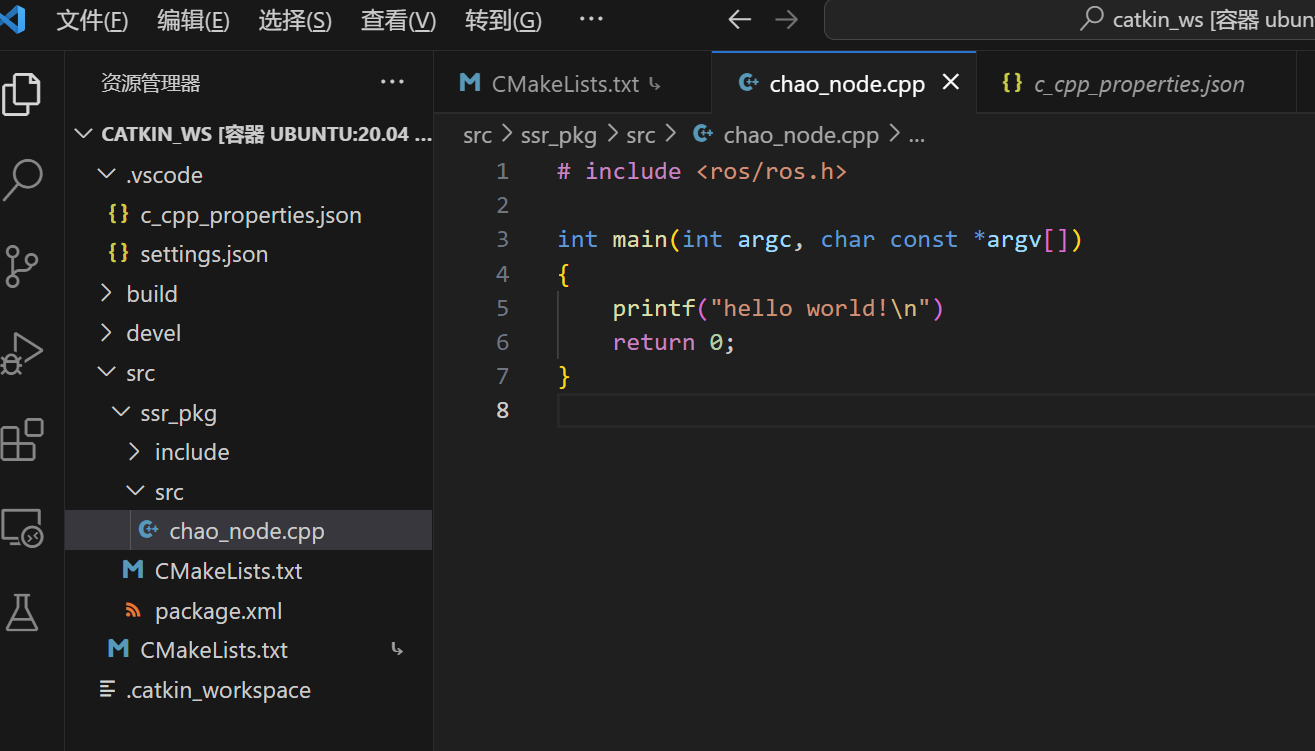 文件(F) 编辑(E) 选择(S) 查看(V) 转到(G) ··· catkin_ws [容器 ubun
资源管理器 ···
CATKIN_WS [容器 UBUNTU:20.04 ...
.vscode
{} c_cpp_properties.json
{} settings.json
build
devel
src
ssr_pkg
include
src
chao_node.cpp
CMakeLists.txt
package.xml
CMakeLists.txt
.catkin_workspace
CMakeLists.txt chao_node.cpp {} c_cpp_properties.json
src > ssr_pkg > src > chao_node.cpp > ...
1 # include <ros/ros.h>
2
3 int main(int argc, char const *argv[])
4 {
5 printf("hello world!\n")
6 return 0;
7 }
8